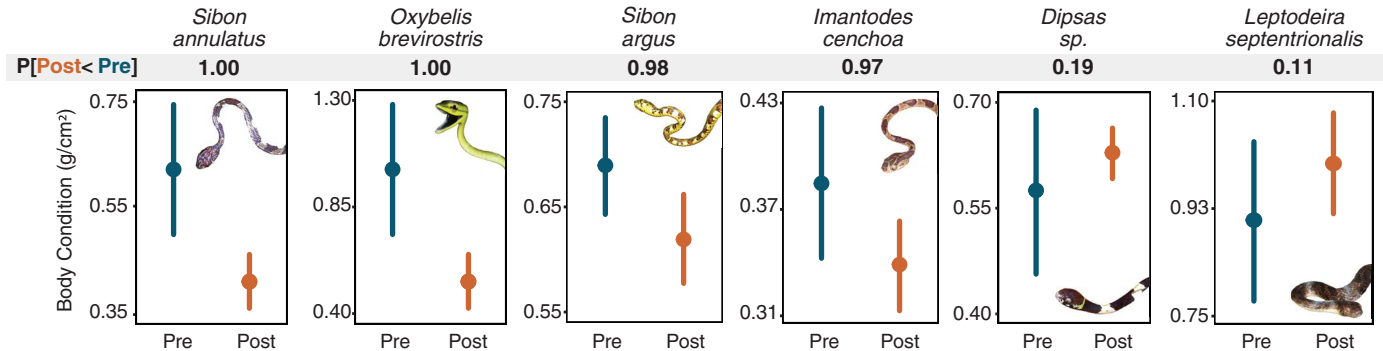 Sibon annulatus
Oxybelis brevirostris
Sibon argus
Imantodes cenchoa
Dipsas sp.
Leptodeira septentrionalis
P[Post< Pre] 1.00 1.00 0.98 0.97 0.19 0.11
Body Condition (g/cm²)
0.75
0.55
0.35
Pre Post
1.30
0.85
0.40
Pre Post
0.75
0.65
0.55
Pre Post
0.43
0.37
0.31
Pre Post
0.70
0.55
0.40
Pre Post
1.10
0.93
0.75
Pre Post